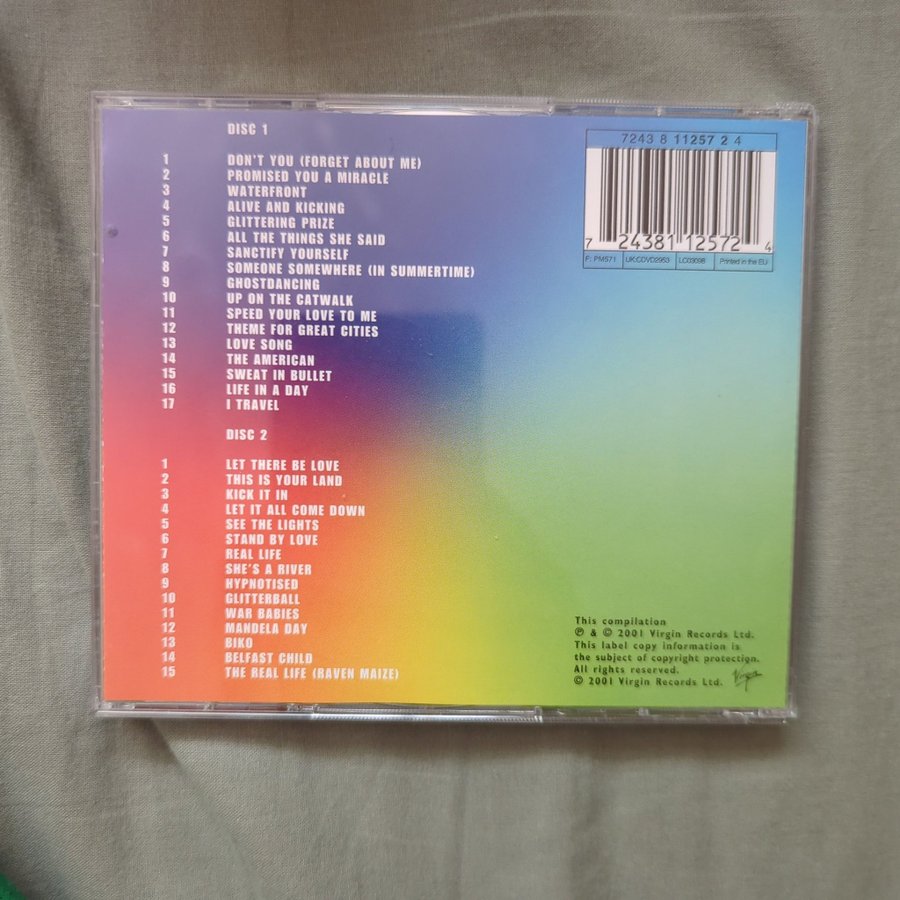 DISC 1
1 DON'T YOU (FORGET ABOUT ME)
2 PROMISED YOU A MIRACLE
3 WATERFRONT
4 ALIVE AND KICKING
5 GLITTERING PRIZE
6 ALL THE THINGS SHE SAID
7 SANCTIFY YOURSELF
8 SOMEONE SOMEWHERE (IN SUMMERTIME)
9 GHOSTDANCING
10 UP ON THE CATWALK
11 SPEED YOUR LOVE TO ME
12 THEME FOR GREAT CITIES
13 LOVE SONG
14 THE AMERICAN
15 SWEAT IN BULLET
16 LIFE IN A DAY
17 I TRAVEL
DISC 2
1 LET THERE BE LOVE
2 THIS IS YOUR LAND
3 KICK IT IN
4 LET IT ALL COME DOWN
5 SEE THE LIGHTS
6 STAND BY LOVE
7 REAL LIFE
8 SHE'S A RIVER
9 HYPNOTISED
10 GLITTERBALL
11 WAR BABIES
12 MANDELA DAY
13 BIKO
14 BELFAST CHILD
15 THE REAL LIFE (RAVEN MAIZE)
7243 8 11257 2 4
7 24381 12572 4
F: PM571 UK:CDVD2953 LC03098 Printed in the EU
This compilation
℗ & © 2001 Virgin Records Ltd.
This label copy information is
the subject of copyright protection.
All rights reserved.
© 2001 Virgin Records Ltd.
Virgin